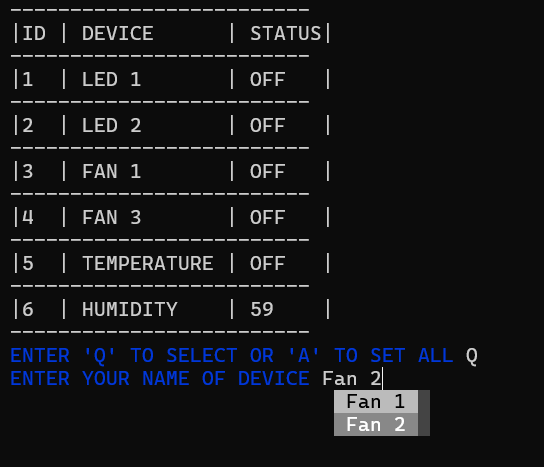 -------------------------
|ID | DEVICE      | STATUS|
-------------------------
|1  | LED 1       | OFF   |
-------------------------
|2  | LED 2       | OFF   |
-------------------------
|3  | FAN 1       | OFF   |
-------------------------
|4  | FAN 3       | OFF   |
-------------------------
|5  | TEMPERATURE | OFF   |
-------------------------
|6  | HUMIDITY    | 59    |
-------------------------
ENTER 'Q' TO SELECT OR 'A' TO SET ALL Q
ENTER YOUR NAME OF DEVICE Fan 2
Fan 1
Fan 2